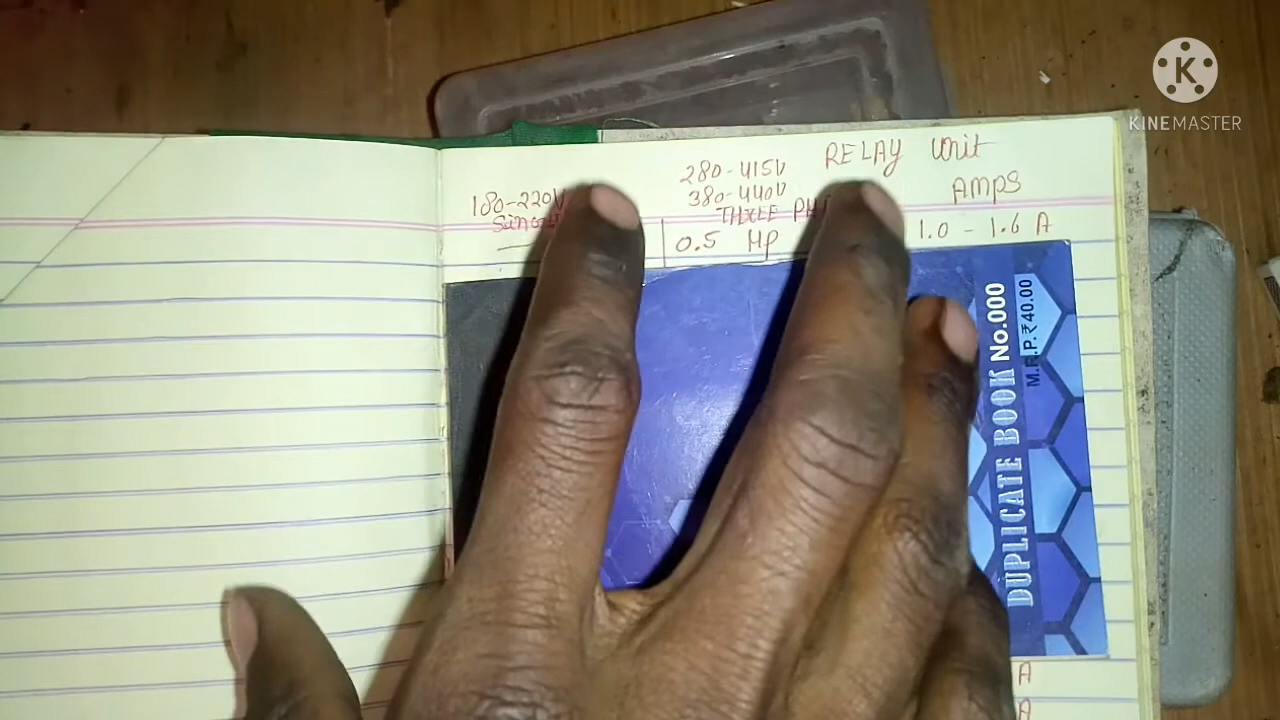 RELAY Unit
280-415V
180-220V 380-440V AMPS
0.5 HP 1.0 - 1.6 A
DUPLICATE BOOK No.000
M.R.P. ₹ 40.00
A
A
K
KINEMASTER